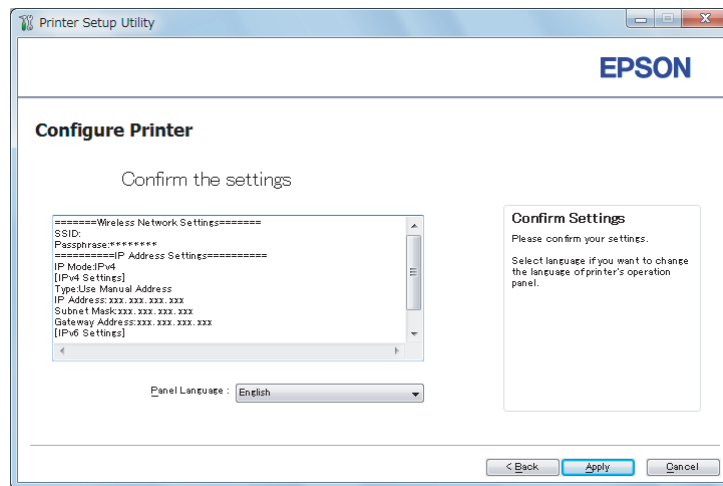 Printer Setup Utility
EPSON
Configure Printer
Confirm the settings
=======Wireless Network Settings=======
SSID:
Passphrase:********
==========IP Address Settings==========
IP Mode:IPv4
[IPv4 Settings]
Type:Use Manual Address
IP Address:xxx.xxx.xxx.xxx
Subnet Mask:xxx.xxx.xxx.xxx
Gateway Address:xxx.xxx.xxx.xxx
[IPv6 Settings]
Panel Language : English
Confirm Settings
Please confirm your settings.
Select language if you want to change
the language of printer's operation
panel.
< Back Apply Cancel